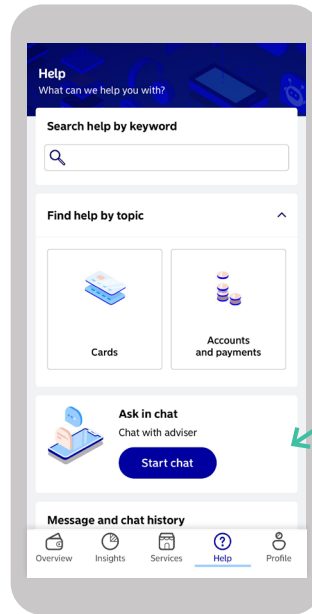 Help
What can we help you with?
Search help by keyword
Find help by topic
Cards
Accounts
and payments
Ask in chat
Chat with adviser
Start chat
Message and chat history
Overview Insights Services Help Profile